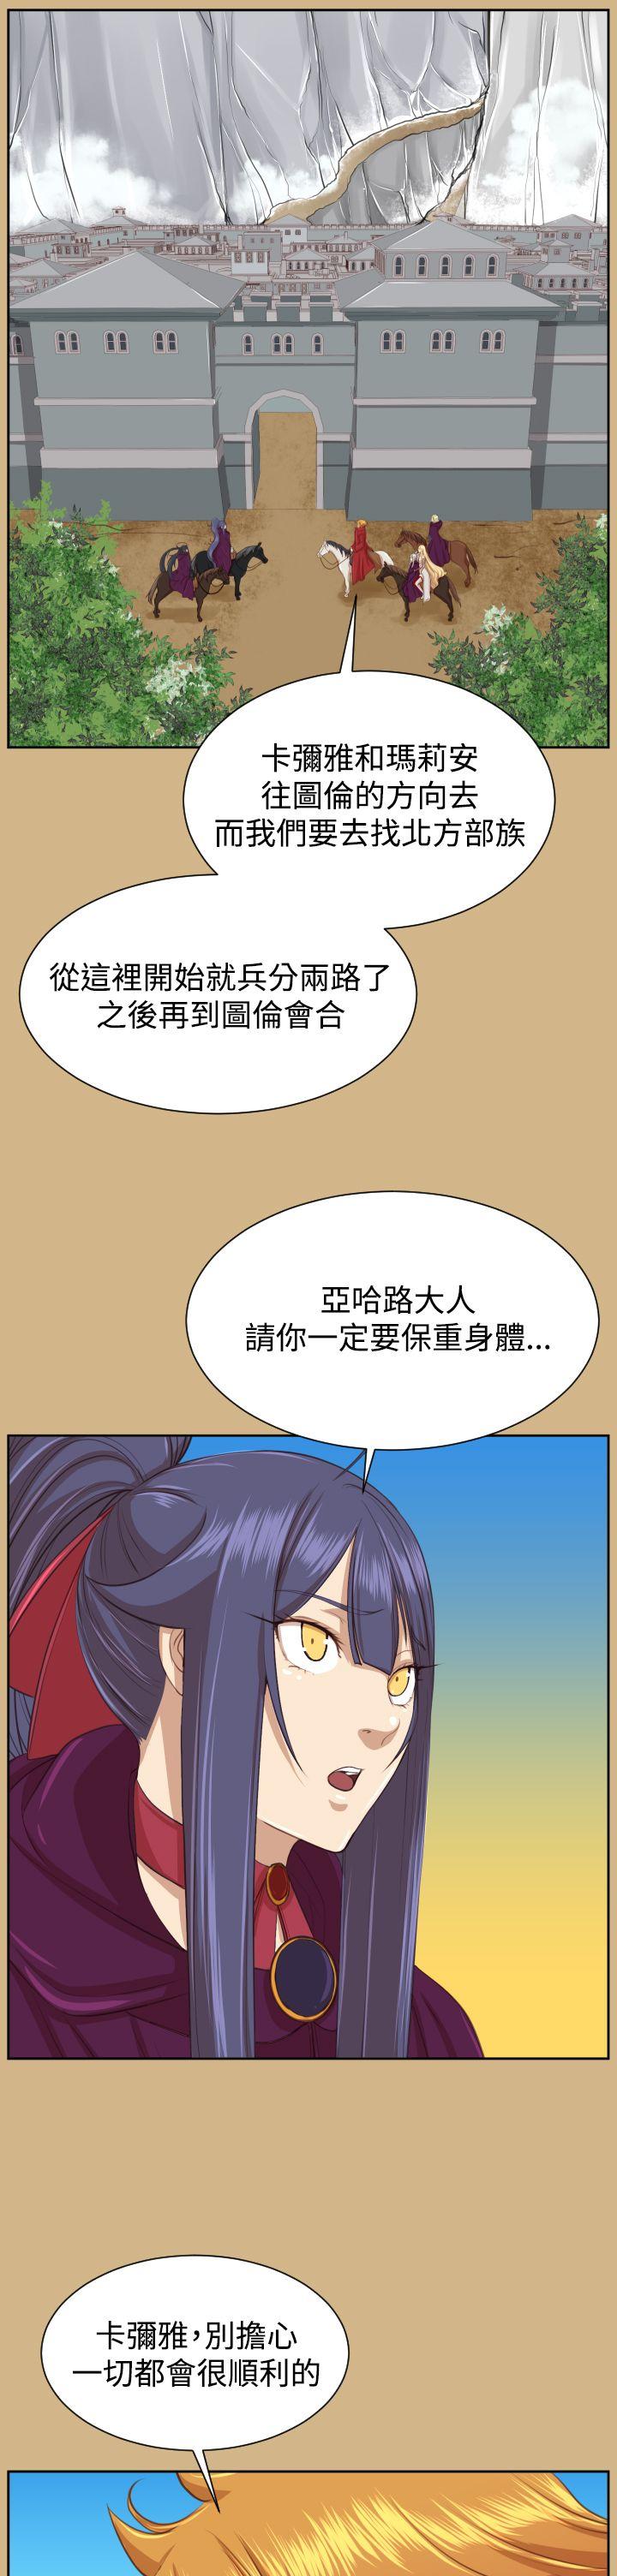 卡彌雅和瑪莉安
往圖倫的方向去
而我們要去找北方部族
從這裡開始就兵分兩路了
之後再到圖倫會合
亞哈路大人
請你一定要保重身體...
卡彌雅，別擔心
一切都會很順利的